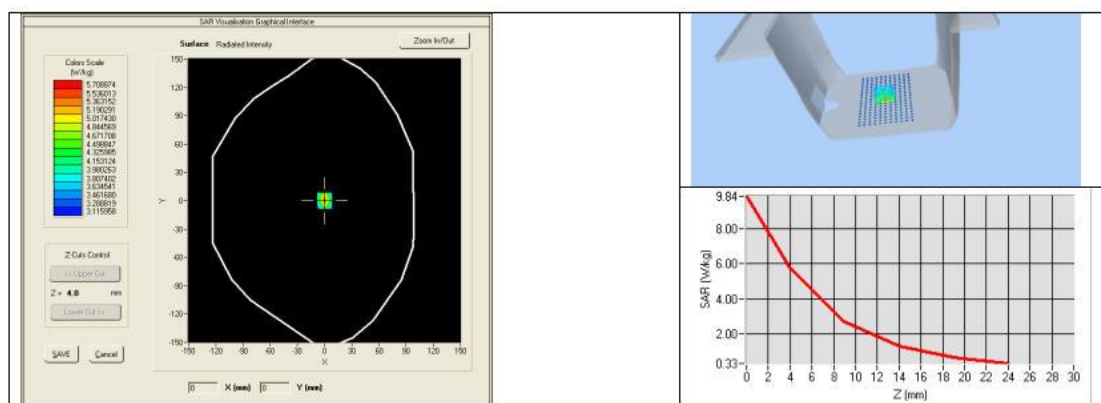 SAR Visualisation Graphical Interface
Surface Radiated Intensity
Zoom In/Out
Colors Scale
(W/kg)
5.708874
5.536013
5.363152
5.190291
5.017430
4.844569
4.671708
4.498847
4.325985
4.153124
3.980263
3.807402
3.634541
3.461680
3.288819
3.115958
Z-Cuts Control
<< Upper Cut
Z = 4.0 mm
Lower Cut >>
SAVE Cancel
150
120
90
60
30
Y 0
-30
-60
-90
-120
-150
-150 -120 -90 -60 -30 0 30 60 90 120 150
X
0 X (mm) 0 Y (mm)
9.84
8.00
6.00
4.00
2.00
0.33
SAR (W/kg)
0 2 4 6 8 10 12 14 16 18 20 22 24 26 28 30
Z (mm)